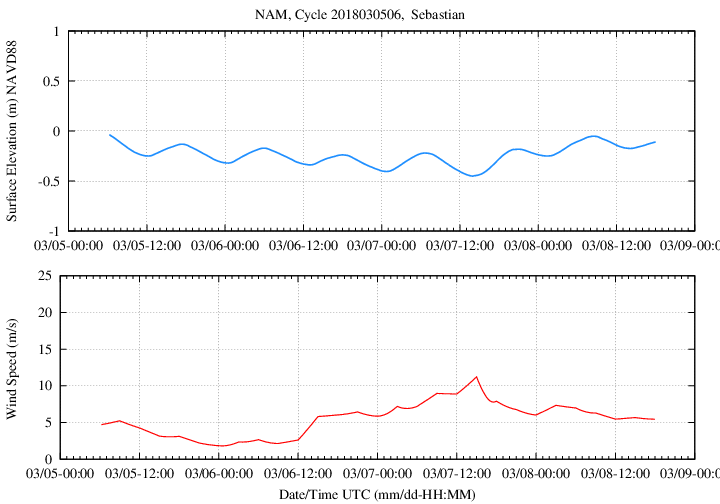 NAM, Cycle 2018030506,  Sebastian
Surface Elevation (m) NAVD88
1
0.5
0
-0.5
-1
03/05-00:00 03/05-12:00 03/06-00:00 03/06-12:00 03/07-00:00 03/07-12:00 03/08-00:00 03/08-12:00 03/09-0
Wind Speed (m/s)
25
20
15
10
5
0
03/05-00:00 03/05-12:00 03/06-00:00 03/06-12:00 03/07-00:00 03/07-12:00 03/08-00:00 03/08-12:00 03/09-0
Date/Time UTC (mm/dd-HH:MM)